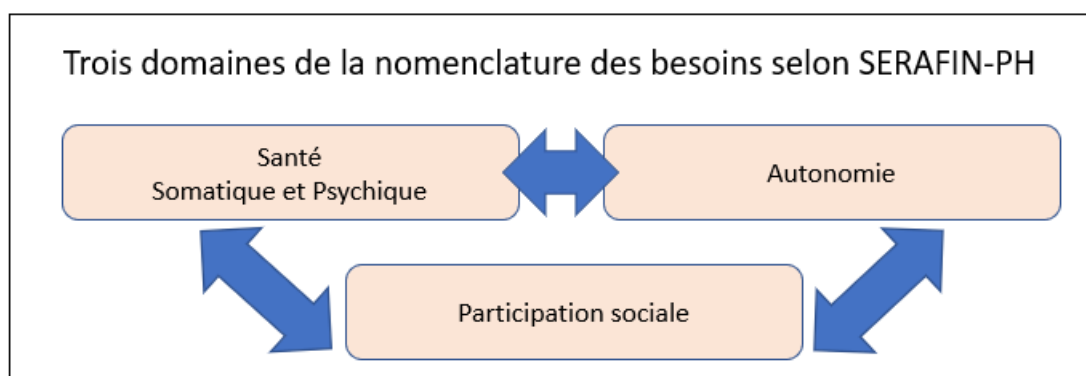 Trois domaines de la nomenclature des besoins selon SERAFIN-PH
Santé
Somatique et Psychique
Autonomie
Participation sociale